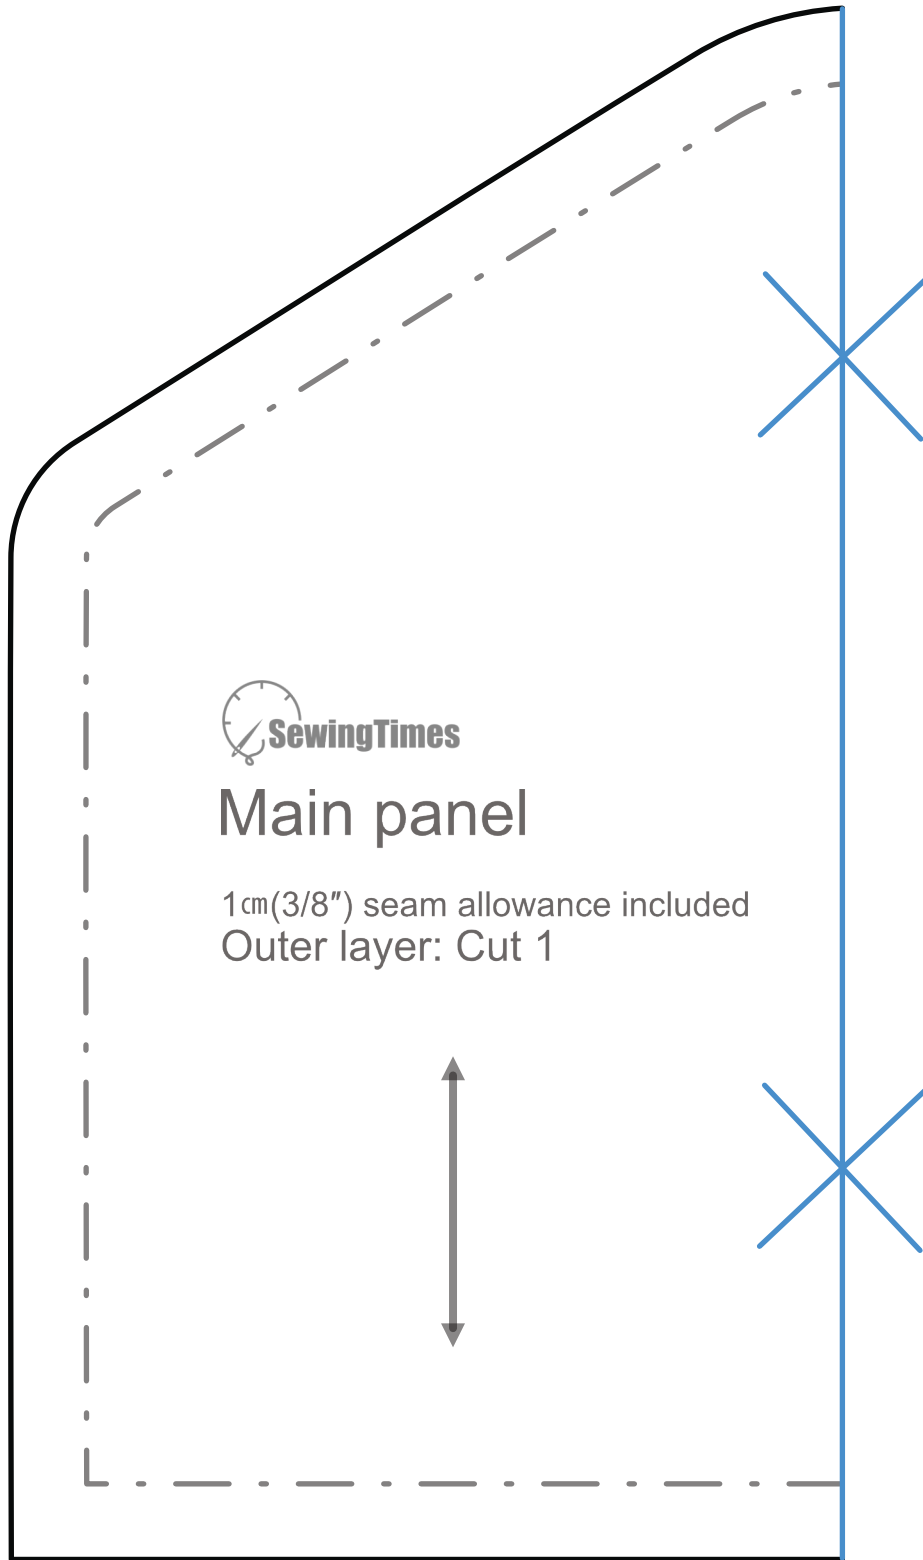 SewingTimes
Main panel
1㎝(3/8″) seam allowance included
Outer layer: Cut 1